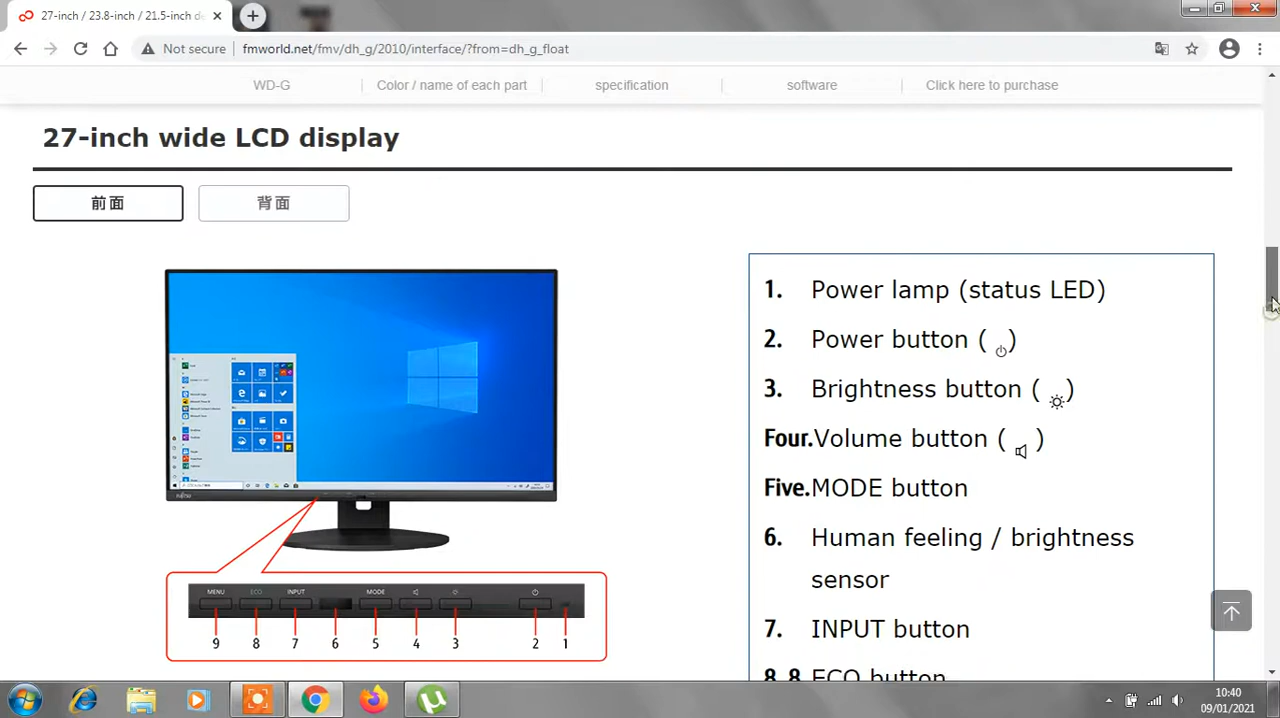 27-inch / 23.8-inch / 21.5-inch de
Not secure
fmworld.net/fmv/dh_g/2010/interface/?from=dh_g_float
WD-G
Color / name of each part
specification
software
Click here to purchase
27-inch wide LCD display
前面
背面
1. Power lamp (status LED)
2. Power button ( )
3. Brightness button ( )
Four.Volume button ( )
Five.MODE button
6. Human feeling / brightness
sensor
7. INPUT button
8.8 ECO button
FUJITSU
MENU ECO INPUT MODE
9 8 7 6 5 4 3 2 1
10:40
09/01/2021